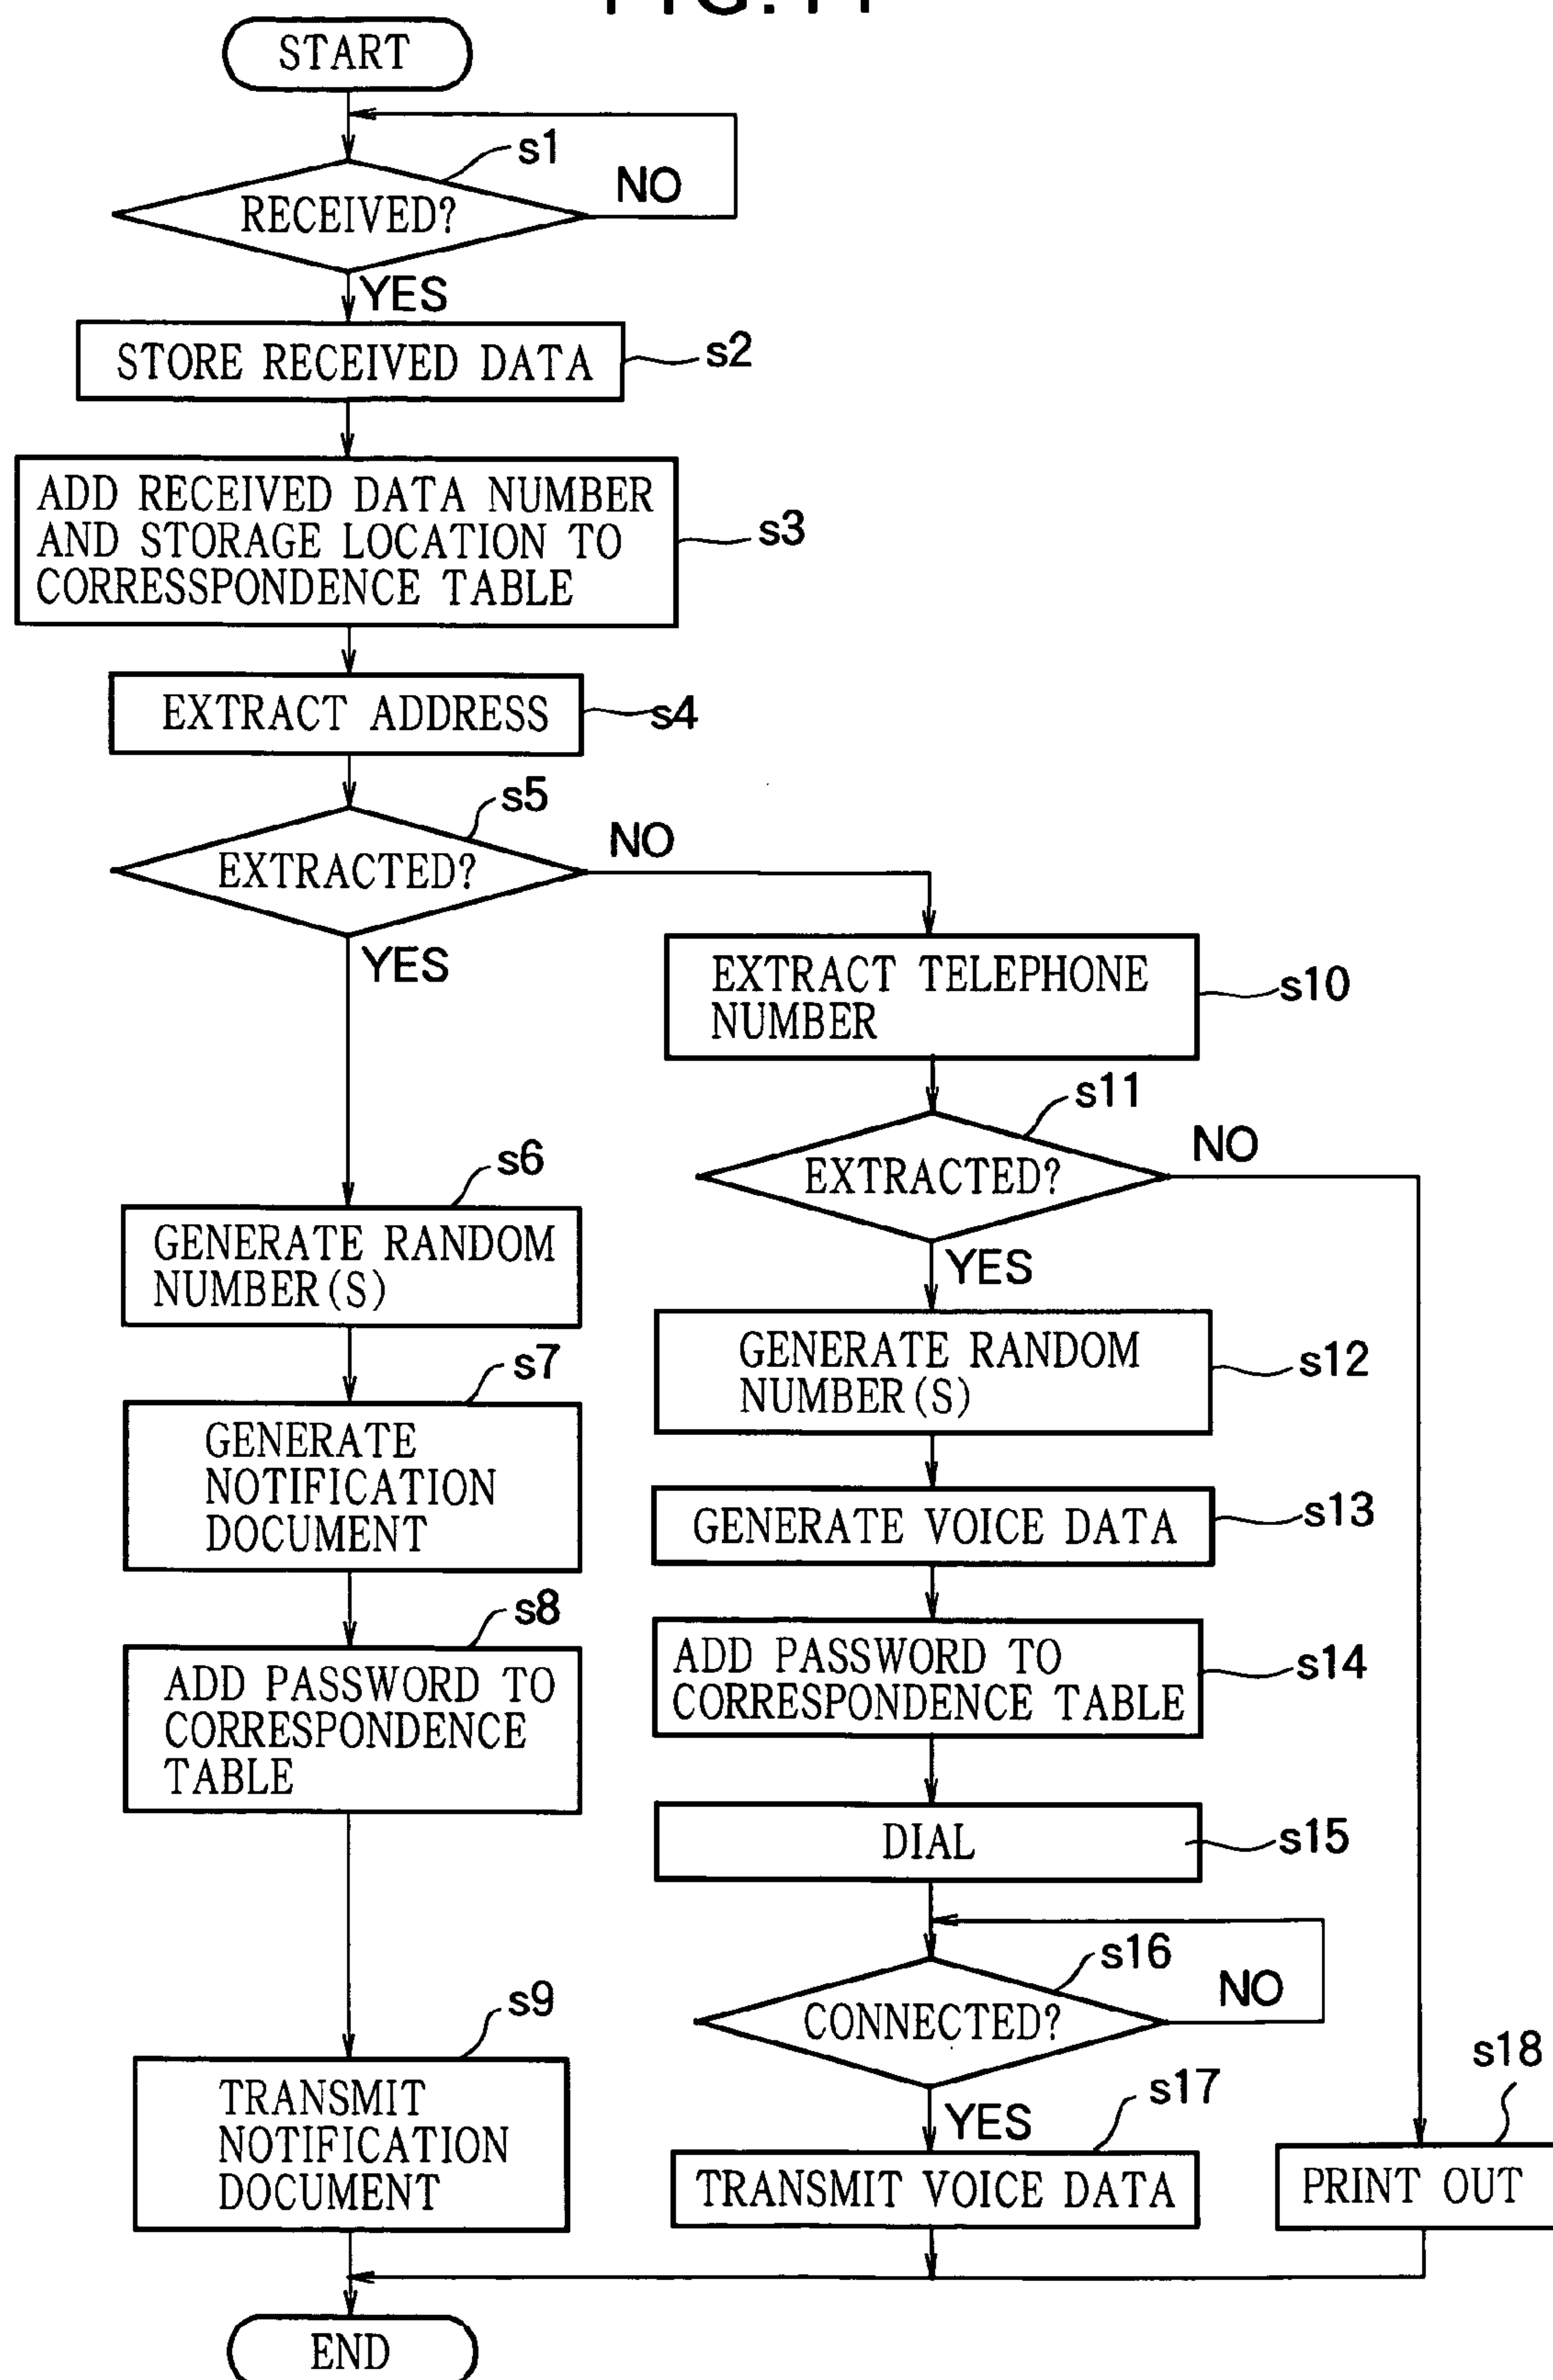 START
s1
NO
RECEIVED?
YES
STORE RECEIVED DATA
s2
ADD RECEIVED DATA NUMBER
AND STORAGE LOCATION TO
CORRESSPONDENCE TABLE
s3
EXTRACT ADDRESS
s4
s5
NO
EXTRACTED?
YES
s6
GENERATE RANDOM
NUMBER(S)
s7
GENERATE
NOTIFICATION
DOCUMENT
s8
ADD PASSWORD TO
CORRESPONDENCE
TABLE
s9
TRANSMIT
NOTIFICATION
DOCUMENT
EXTRACT TELEPHONE
NUMBER
s10
s11
NO
EXTRACTED?
YES
GENERATE RANDOM
NUMBER(S)
s12
GENERATE VOICE DATA
s13
ADD PASSWORD TO
CORRESPONDENCE TABLE
s14
DIAL
s15
s16
NO
CONNECTED?
YES
s17
TRANSMIT VOICE DATA
s18
PRINT OUT
END